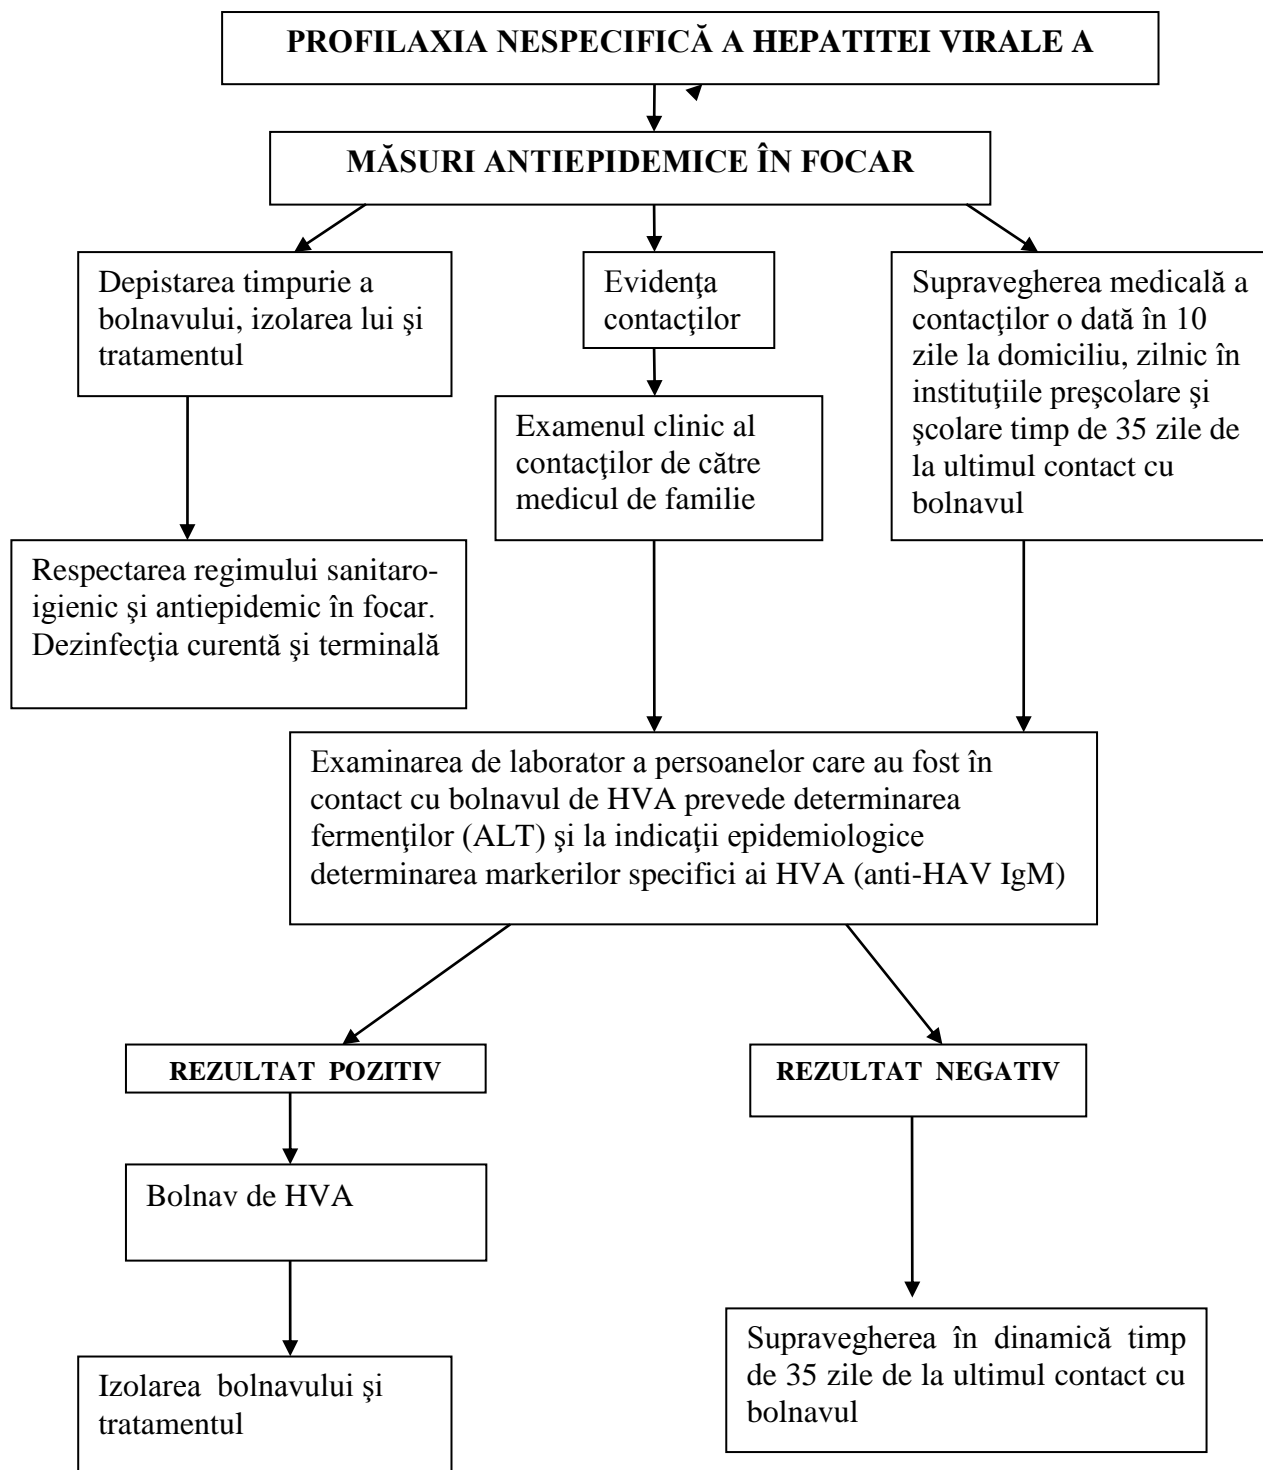 PROFILAXIA NESPECIFICĂ A HEPATITEI VIRALE A
MĂSURI ANTIEPIDEMICE ÎN FOCAR
Depistarea timpurie a
bolnavului, izolarea lui şi
tratamentul
Evidenţa
contacţilor
Supravegherea medicală a
contacţilor o dată în 10
zile la domiciliu, zilnic în
instituţiile preşcolare şi
şcolare timp de 35 zile de
la ultimul contact cu
bolnavul
Examenul clinic al
contacţilor de către
medicul de familie
Respectarea regimului sanitaro-
igienic şi antiepidemic în focar.
Dezinfecţia curentă şi terminală
Examinarea de laborator a persoanelor care au fost în
contact cu bolnavul de HVA prevede determinarea
fermenţilor (ALT) şi la indicaţii epidemiologice
determinarea markerilor specifici ai HVA (anti-HAV IgM)
REZULTAT POZITIV
REZULTAT NEGATIV
Bolnav de HVA
Izolarea bolnavului şi
tratamentul
Supravegherea în dinamică timp
de 35 zile de la ultimul contact cu
bolnavul